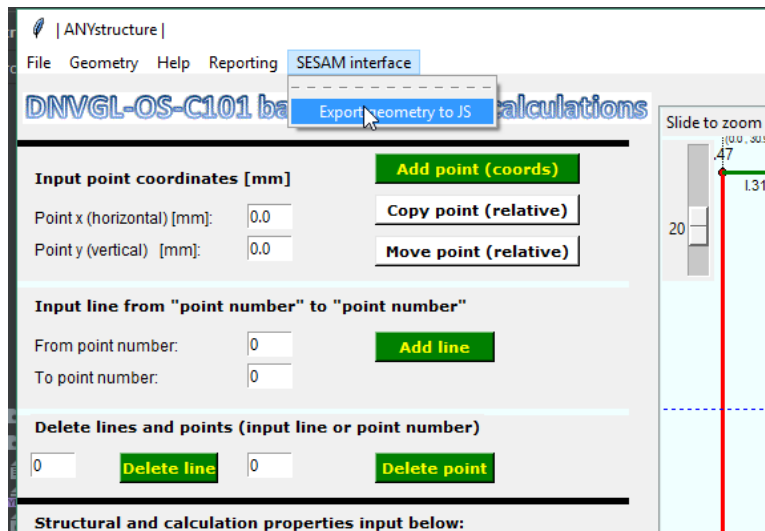 | ANYstructure |
File Geometry Help Reporting SESAM interface
Export geometry to JS
DNVGL-OS-C101 ba calculations
Slide to zoom
Input point coordinates [mm]
Add point (coords)
Point x (horizontal) [mm]: 0.0
Copy point (relative)
Point y (vertical) [mm]: 0.0
Move point (relative)
20
.47
l.31
Input line from "point number" to "point number"
From point number: 0
Add line
To point number: 0
Delete lines and points (input line or point number)
0 Delete line 0 Delete point
Structural and calculation properties input below: